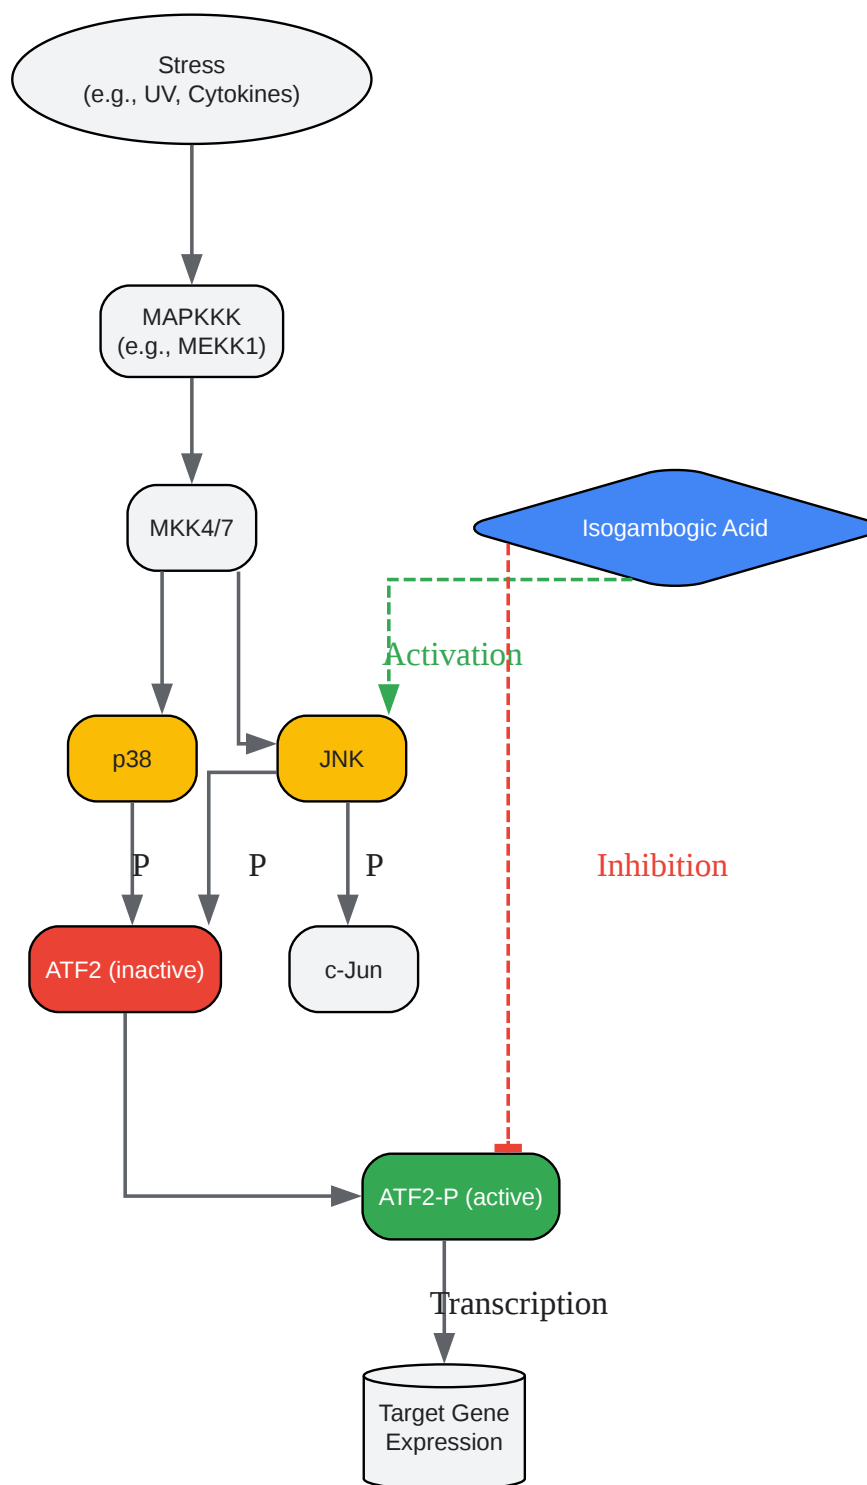 Stress
(e.g., UV, Cytokines)
MAPKKK
(e.g., MEKK1)
MKK4/7
Isogambogic Acid
Activation
p38
JNK
P
P
P
Inhibition
ATF2 (inactive)
c-Jun
ATF2-P (active)
Transcription
Target Gene
Expression